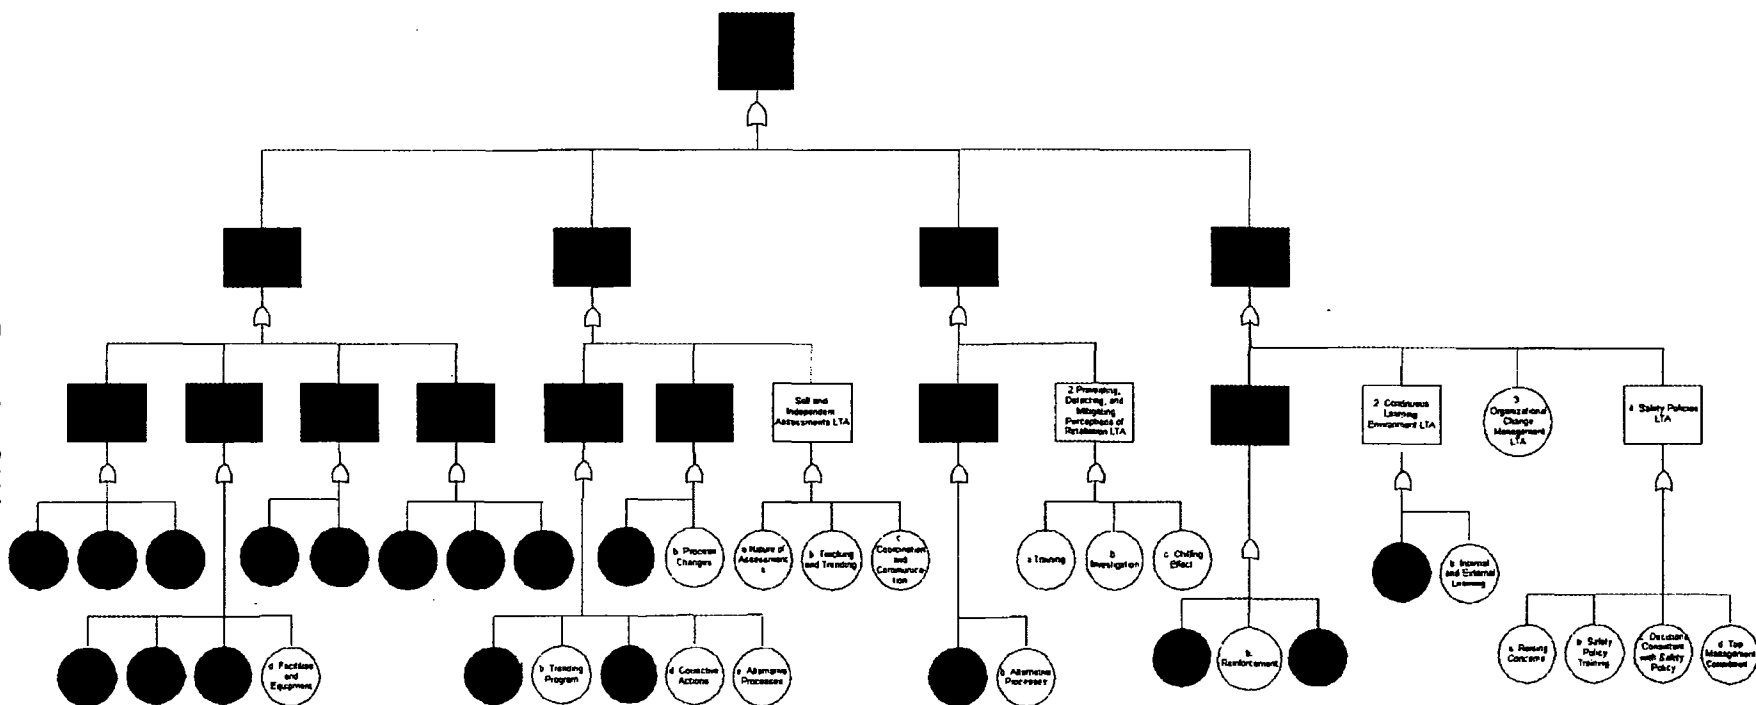 Self and
Independent
Assessments LTA
2. Preventing,
Detecting, and
Mitigating
Perceptions of
Retaliation LTA
2. Continuous
Learning
Environment LTA
3
Organizational
Change
Management
LTA
4 Safety Policies
LTA
b Process
Changes
a Nature of
Assessment
s
b Tracking
and Trending
c
Coordination
and
Communica-
tion
a Training
b
Investigation
c Chilling
Effect
b Internal
and External
Learning
d Facilities
and
Equipment
b Trending
Program
d Corrective
Actions
e Alternative
Processes
b Alternative
Processes
b.
Reinforcement
a Raising
Concerns
b Safety
Policy
Training
c Decisions
Consistent
with Safety
Policy
d Top
Management
Commitment